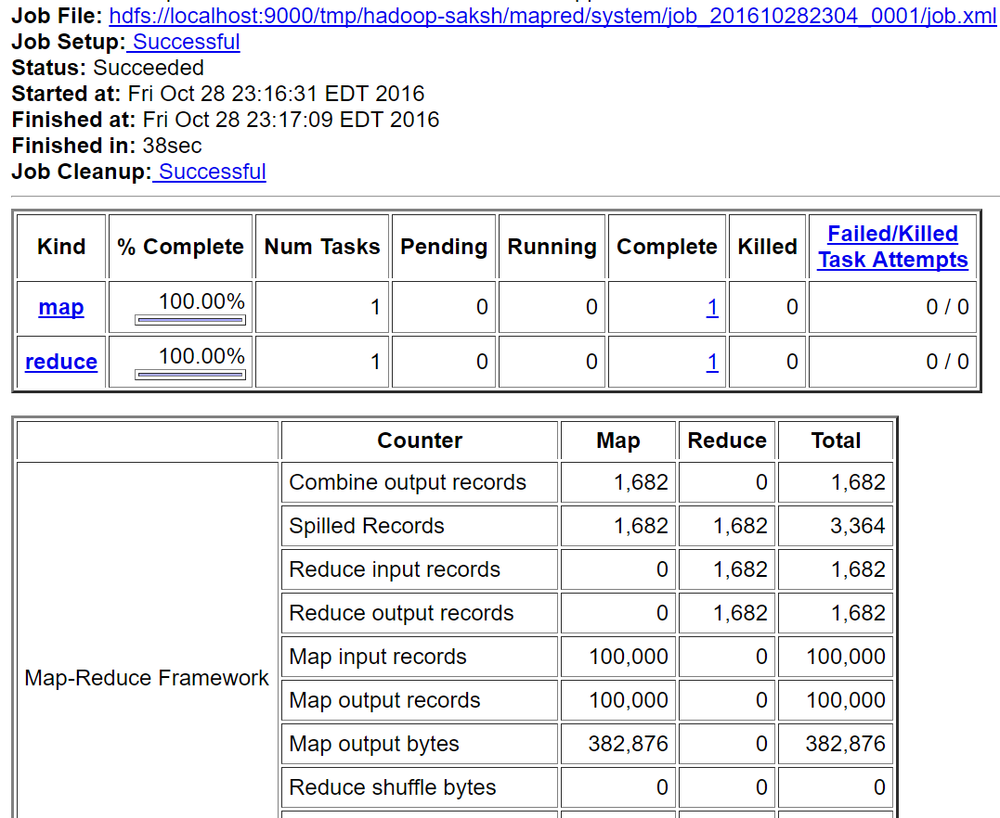 Job File: hdfs://localhost:9000/tmp/hadoop-saksh/mapred/system/job_201610282304_0001/job.xml
Job Setup: Successful
Status: Succeeded
Started at: Fri Oct 28 23:16:31 EDT 2016
Finished at: Fri Oct 28 23:17:09 EDT 2016
Finished in: 38sec
Job Cleanup: Successful
Kind % Complete Num Tasks Pending Running Complete Killed Failed/Killed
Task Attempts
map 100.00% 1 0 0 1 0 0 / 0
reduce 100.00% 1 0 0 1 0 0 / 0
Counter Map Reduce Total
Combine output records 1,682 0 1,682
Spilled Records 1,682 1,682 3,364
Reduce input records 0 1,682 1,682
Reduce output records 0 1,682 1,682
Map input records 100,000 0 100,000
Map-Reduce Framework
Map output records 100,000 0 100,000
Map output bytes 382,876 0 382,876
Reduce shuffle bytes 0 0 0